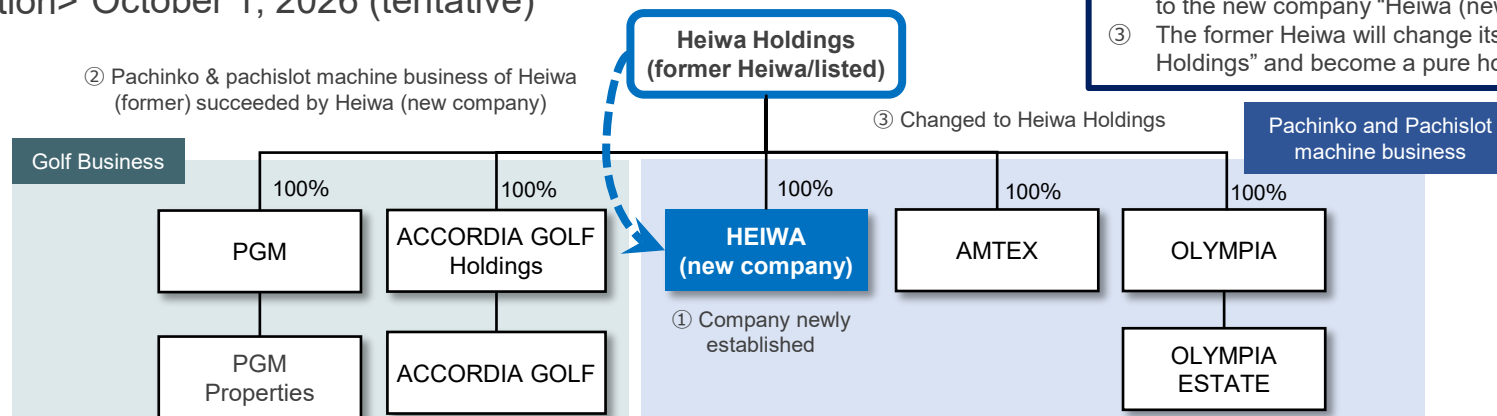 October 1, 2026 (tentative)
to the new company “Heiwa
③ The former Heiwa will change its
Holdings” and become a pure
Heiwa Holdings
(former Heiwa/listed)
② Pachinko & pachislot machine business of Heiwa
(former) succeeded by Heiwa (new company)
③ Changed to Heiwa Holdings
Golf Business
Pachinko and Pachislot
machine business
100%
100%
100%
100%
100%
PGM
ACCORDIA GOLF
Holdings
HEIWA
(new company)
AMTEX
OLYMPIA
① Company newly
established
PGM
Properties
ACCORDIA GOLF
OLYMPIA
ESTATE